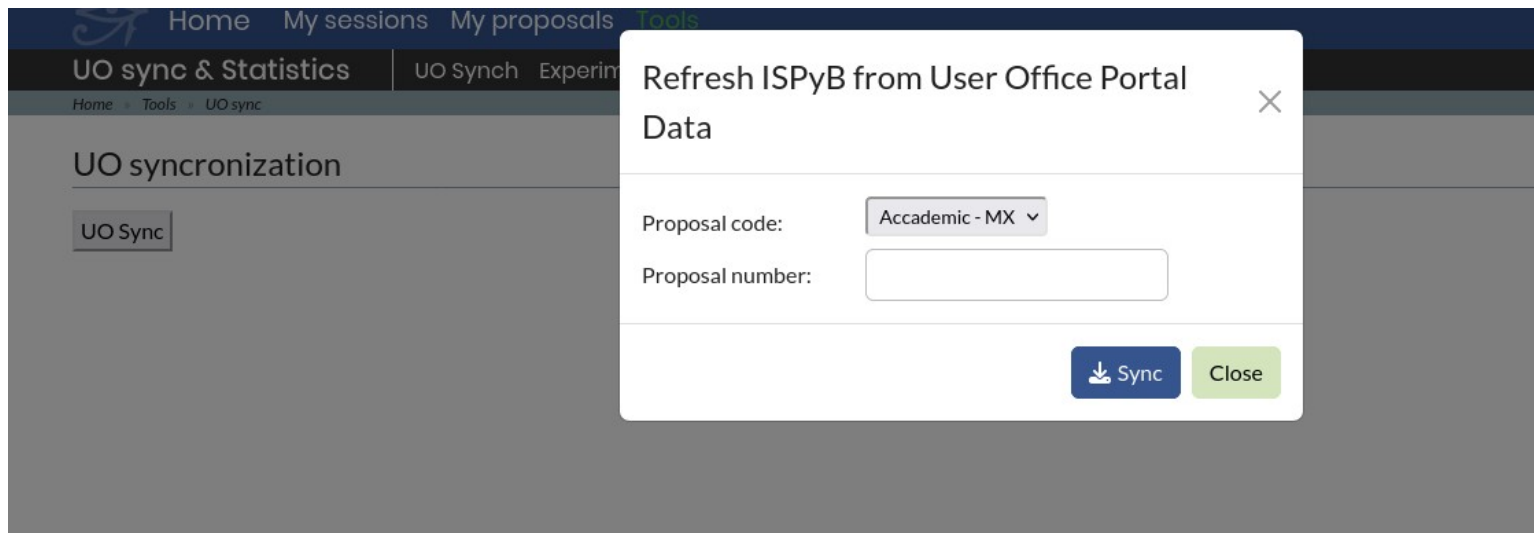 Home My sessions My proposals Tools
UO sync & Statistics UO Synch Experim
Home » Tools » UO sync
UO syncronization
UO Sync
Refresh ISPyB from User Office Portal
Data
Proposal code: Accademic - MX
Proposal number:
Sync Close